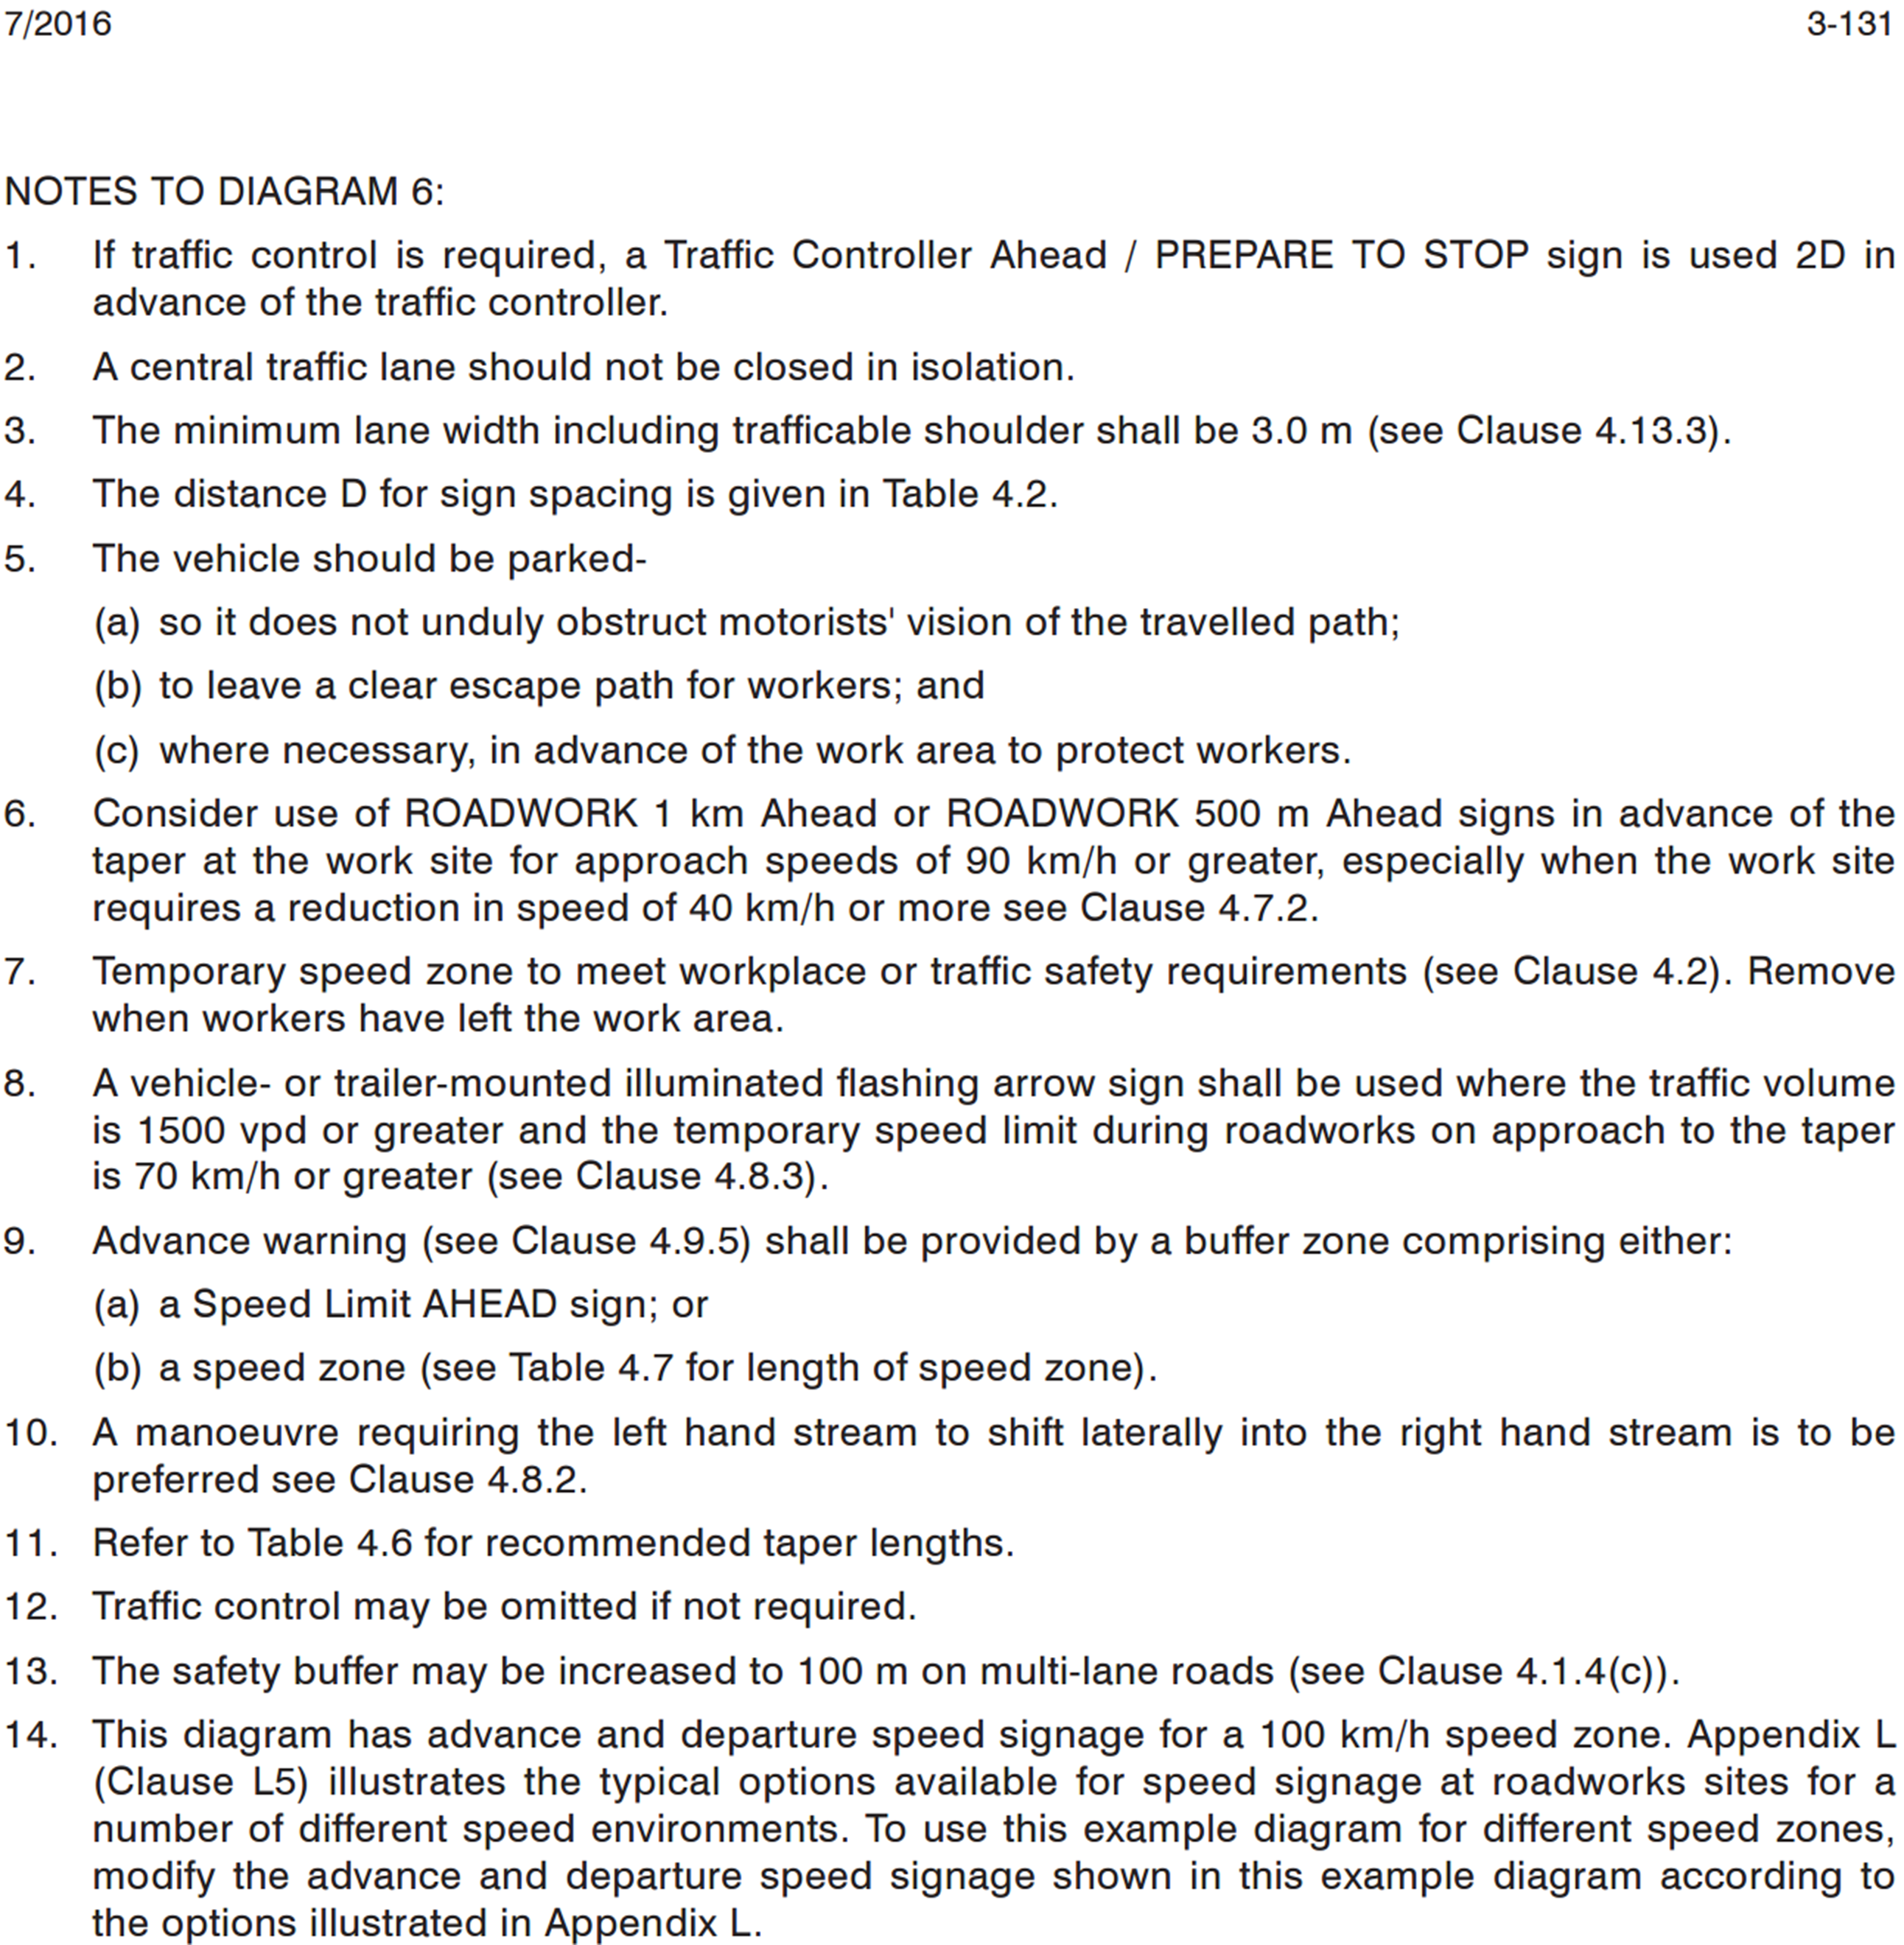 7/2016 3-131
NOTES TO DIAGRAM 6:
1. If traffic control is required, a Traffic Controller Ahead / PREPARE TO STOP sign is used 2D in
advance of the traffic controller.
2. A central traffic lane should not be closed in isolation.
3. The minimum lane width including trafficable shoulder shall be 3.0 m (see Clause 4.13.3).
4. The distance D for sign spacing is given in Table 4.2.
5. The vehicle should be parked-
(a) so it does not unduly obstruct motorists' vision of the travelled path;
(b) to leave a clear escape path for workers; and
(c) where necessary, in advance of the work area to protect workers.
6. Consider use of ROADWORK 1 km Ahead or ROADWORK 500 m Ahead signs in advance of the
taper at the work site for approach speeds of 90 km/h or greater, especially when the work site
requires a reduction in speed of 40 km/h or more see Clause 4.7.2.
7. Temporary speed zone to meet workplace or traffic safety requirements (see Clause 4.2). Remove
when workers have left the work area.
8. A vehicle- or trailer-mounted illuminated flashing arrow sign shall be used where the traffic volume
is 1500 vpd or greater and the temporary speed limit during roadworks on approach to the taper
is 70 km/h or greater (see Clause 4.8.3).
9. Advance warning (see Clause 4.9.5) shall be provided by a buffer zone comprising either:
(a) a Speed Limit AHEAD sign; or
(b) a speed zone (see Table 4.7 for length of speed zone).
10. A manoeuvre requiring the left hand stream to shift laterally into the right hand stream is to be
preferred see Clause 4.8.2.
11. Refer to Table 4.6 for recommended taper lengths.
12. Traffic control may be omitted if not required.
13. The safety buffer may be increased to 100 m on multi-lane roads (see Clause 4.1.4(c)).
14. This diagram has advance and departure speed signage for a 100 km/h speed zone. Appendix L
(Clause L5) illustrates the typical options available for speed signage at roadworks sites for a
number of different speed environments. To use this example diagram for different speed zones,
modify the advance and departure speed signage shown in this example diagram according to
the options illustrated in Appendix L.